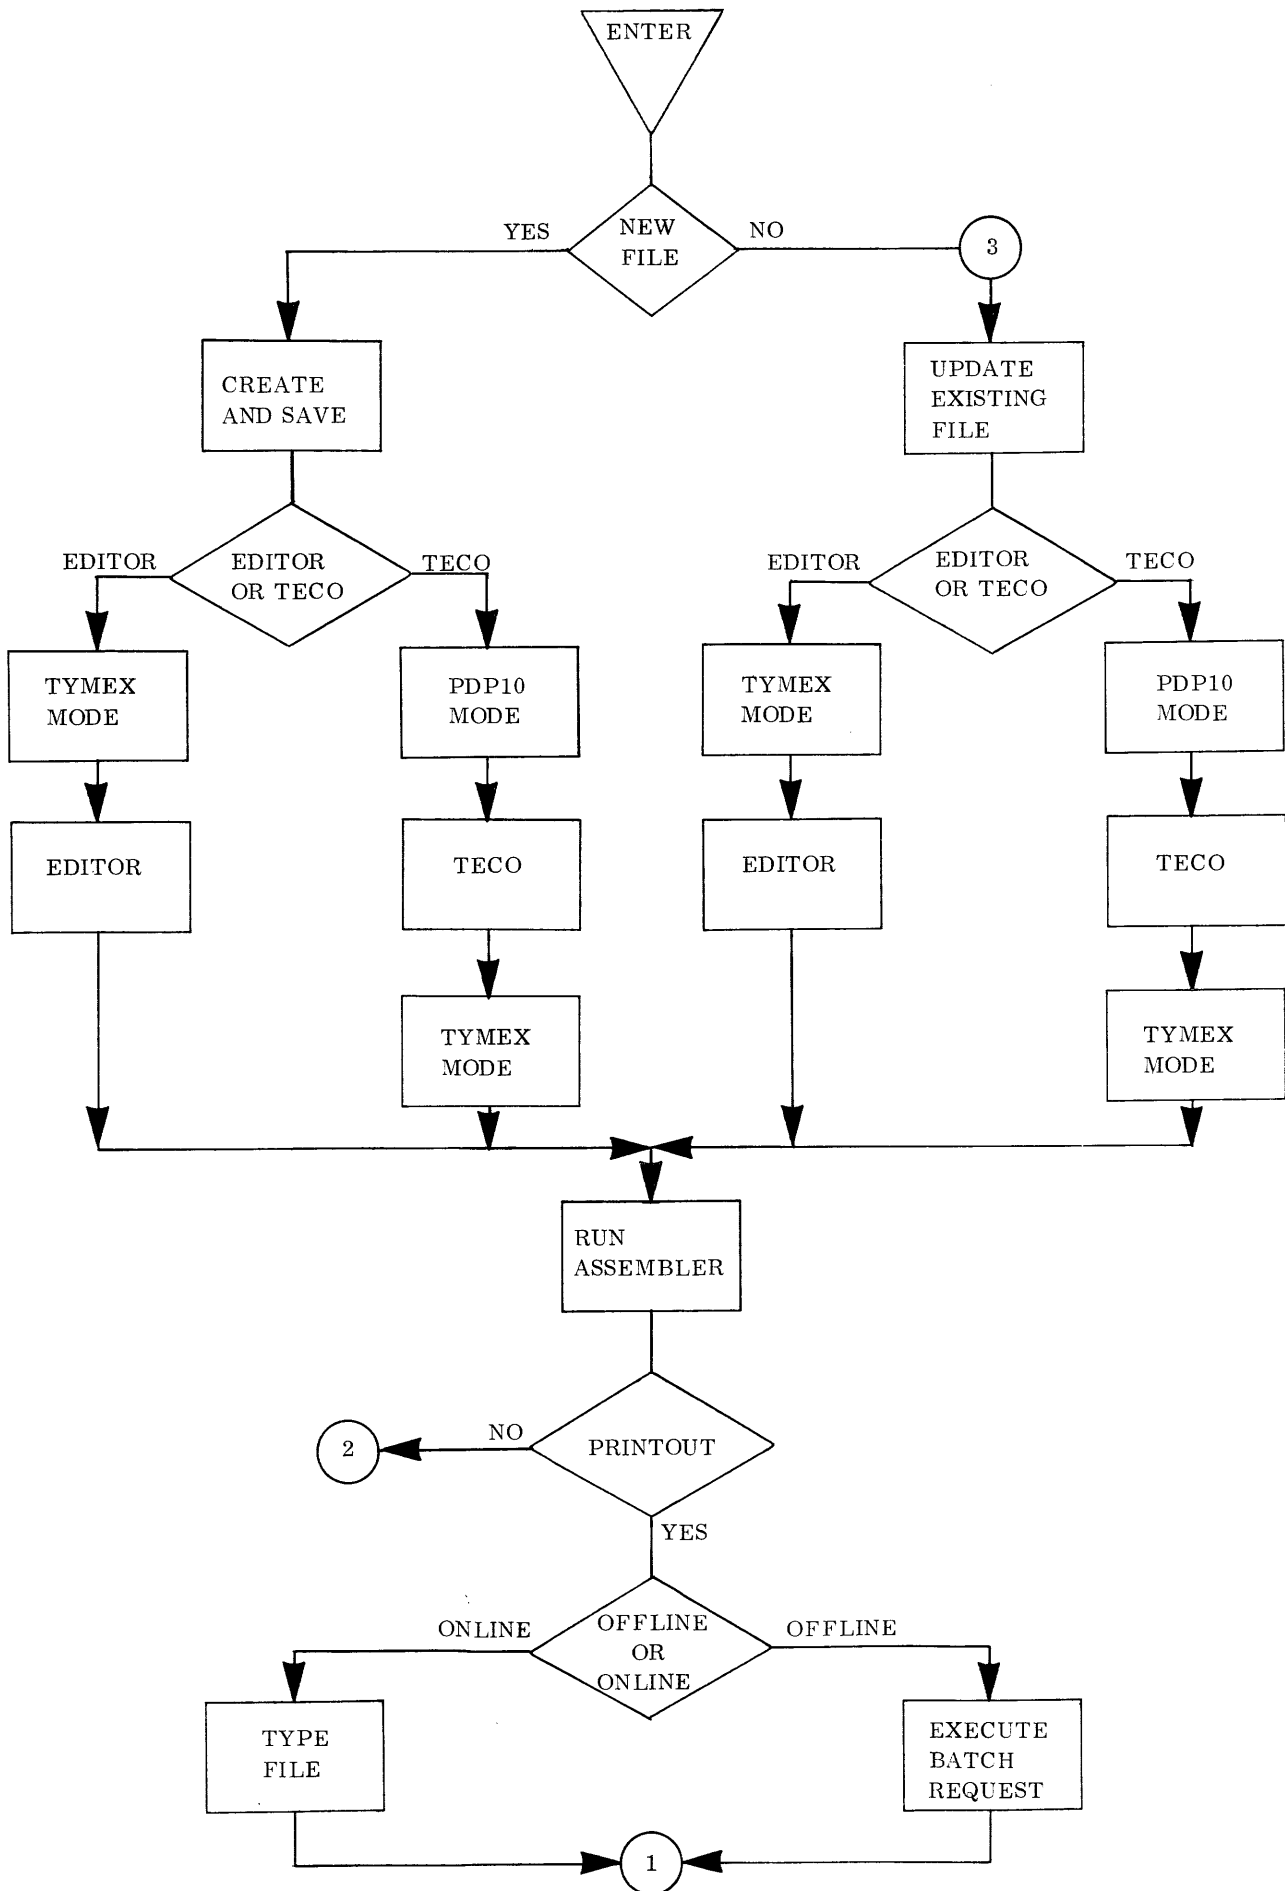 ENTER
YES
NEW
FILE
NO
3
CREATE
AND SAVE
UPDATE
EXISTING
FILE
EDITOR
EDITOR
OR TECO
TECO
EDITOR
EDITOR
OR TECO
TECO
TYMEX
MODE
PDP10
MODE
TYMEX
MODE
PDP10
MODE
EDITOR
TECO
EDITOR
TECO
TYMEX
MODE
TYMEX
MODE
RUN
ASSEMBLER
2
NO
PRINTOUT
YES
ONLINE
OFFLINE
OR
ONLINE
OFFLINE
TYPE
FILE
EXECUTE
BATCH
REQUEST
1